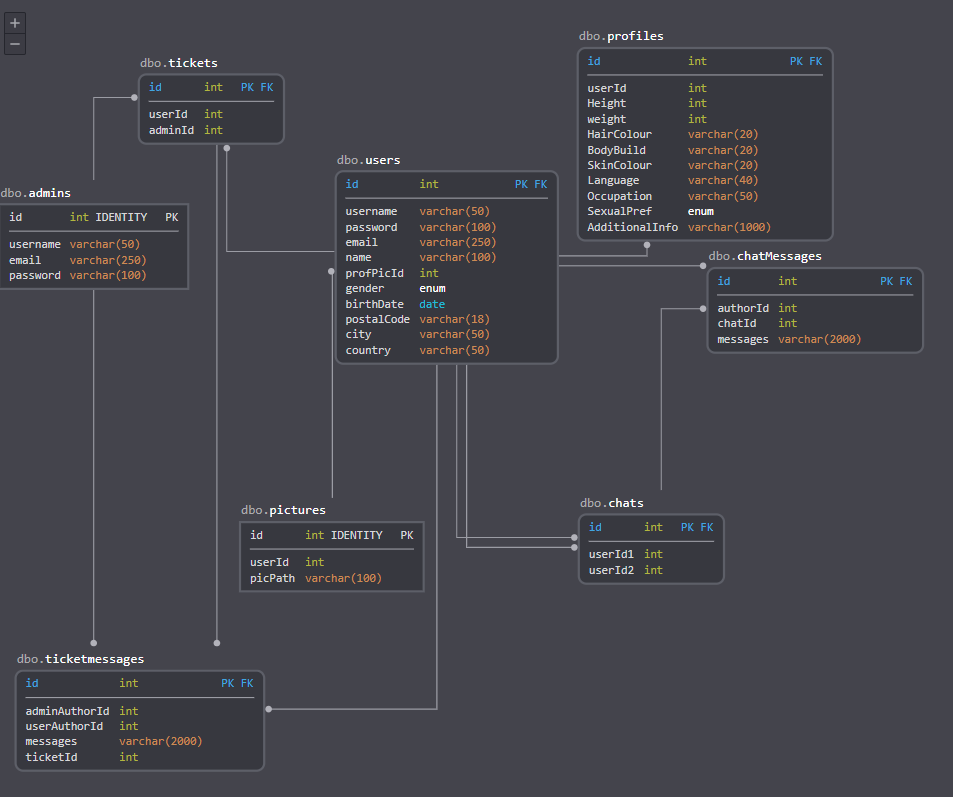 +
−
dbo.tickets
id int PK FK
userId int
adminId int
dbo.profiles
id int PK FK
userId int
Height int
weight int
HairColour varchar(20)
BodyBuild varchar(20)
SkinColour varchar(20)
Language varchar(40)
Occupation varchar(50)
SexualPref enum
AdditionalInfo varchar(1000)
dbo.users
id int PK FK
username varchar(50)
password varchar(100)
email varchar(250)
name varchar(100)
profPicId int
gender enum
birthDate date
postalCode varchar(18)
city varchar(50)
country varchar(50)
dbo.admins
id int IDENTITY PK
username varchar(50)
email varchar(250)
password varchar(100)
dbo.chatMessages
id int PK FK
authorId int
chatId int
messages varchar(2000)
dbo.chats
id int PK FK
userId1 int
userId2 int
dbo.pictures
id int IDENTITY PK
userId int
picPath varchar(100)
dbo.ticketmessages
id int PK FK
adminAuthorId int
userAuthorId int
messages varchar(2000)
ticketId int